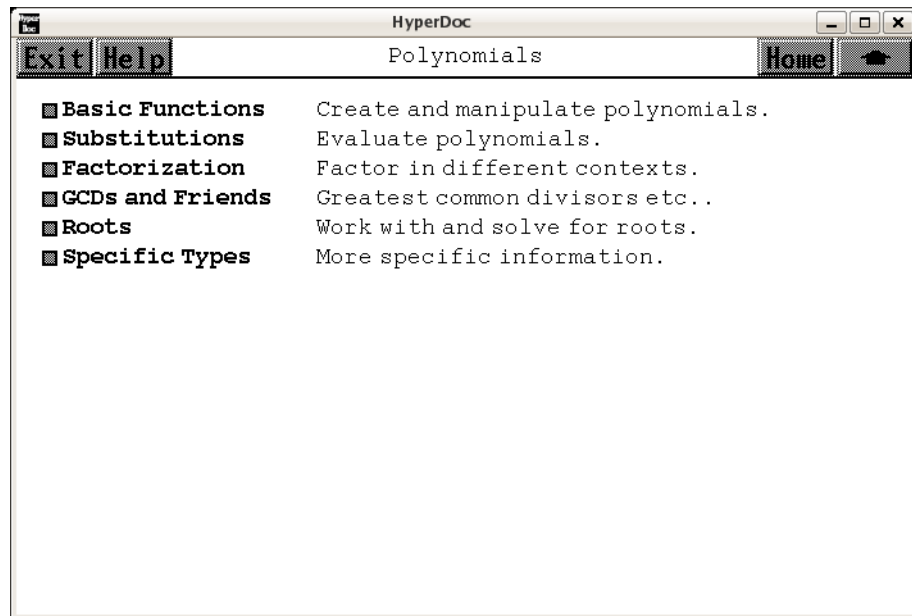 Hyper Doc
HyperDoc
Exit Help Polynomials Home
Basic Functions Create and manipulate polynomials.
Substitutions Evaluate polynomials.
Factorization Factor in different contexts.
GCDs and Friends Greatest common divisors etc..
Roots Work with and solve for roots.
Specific Types More specific information.